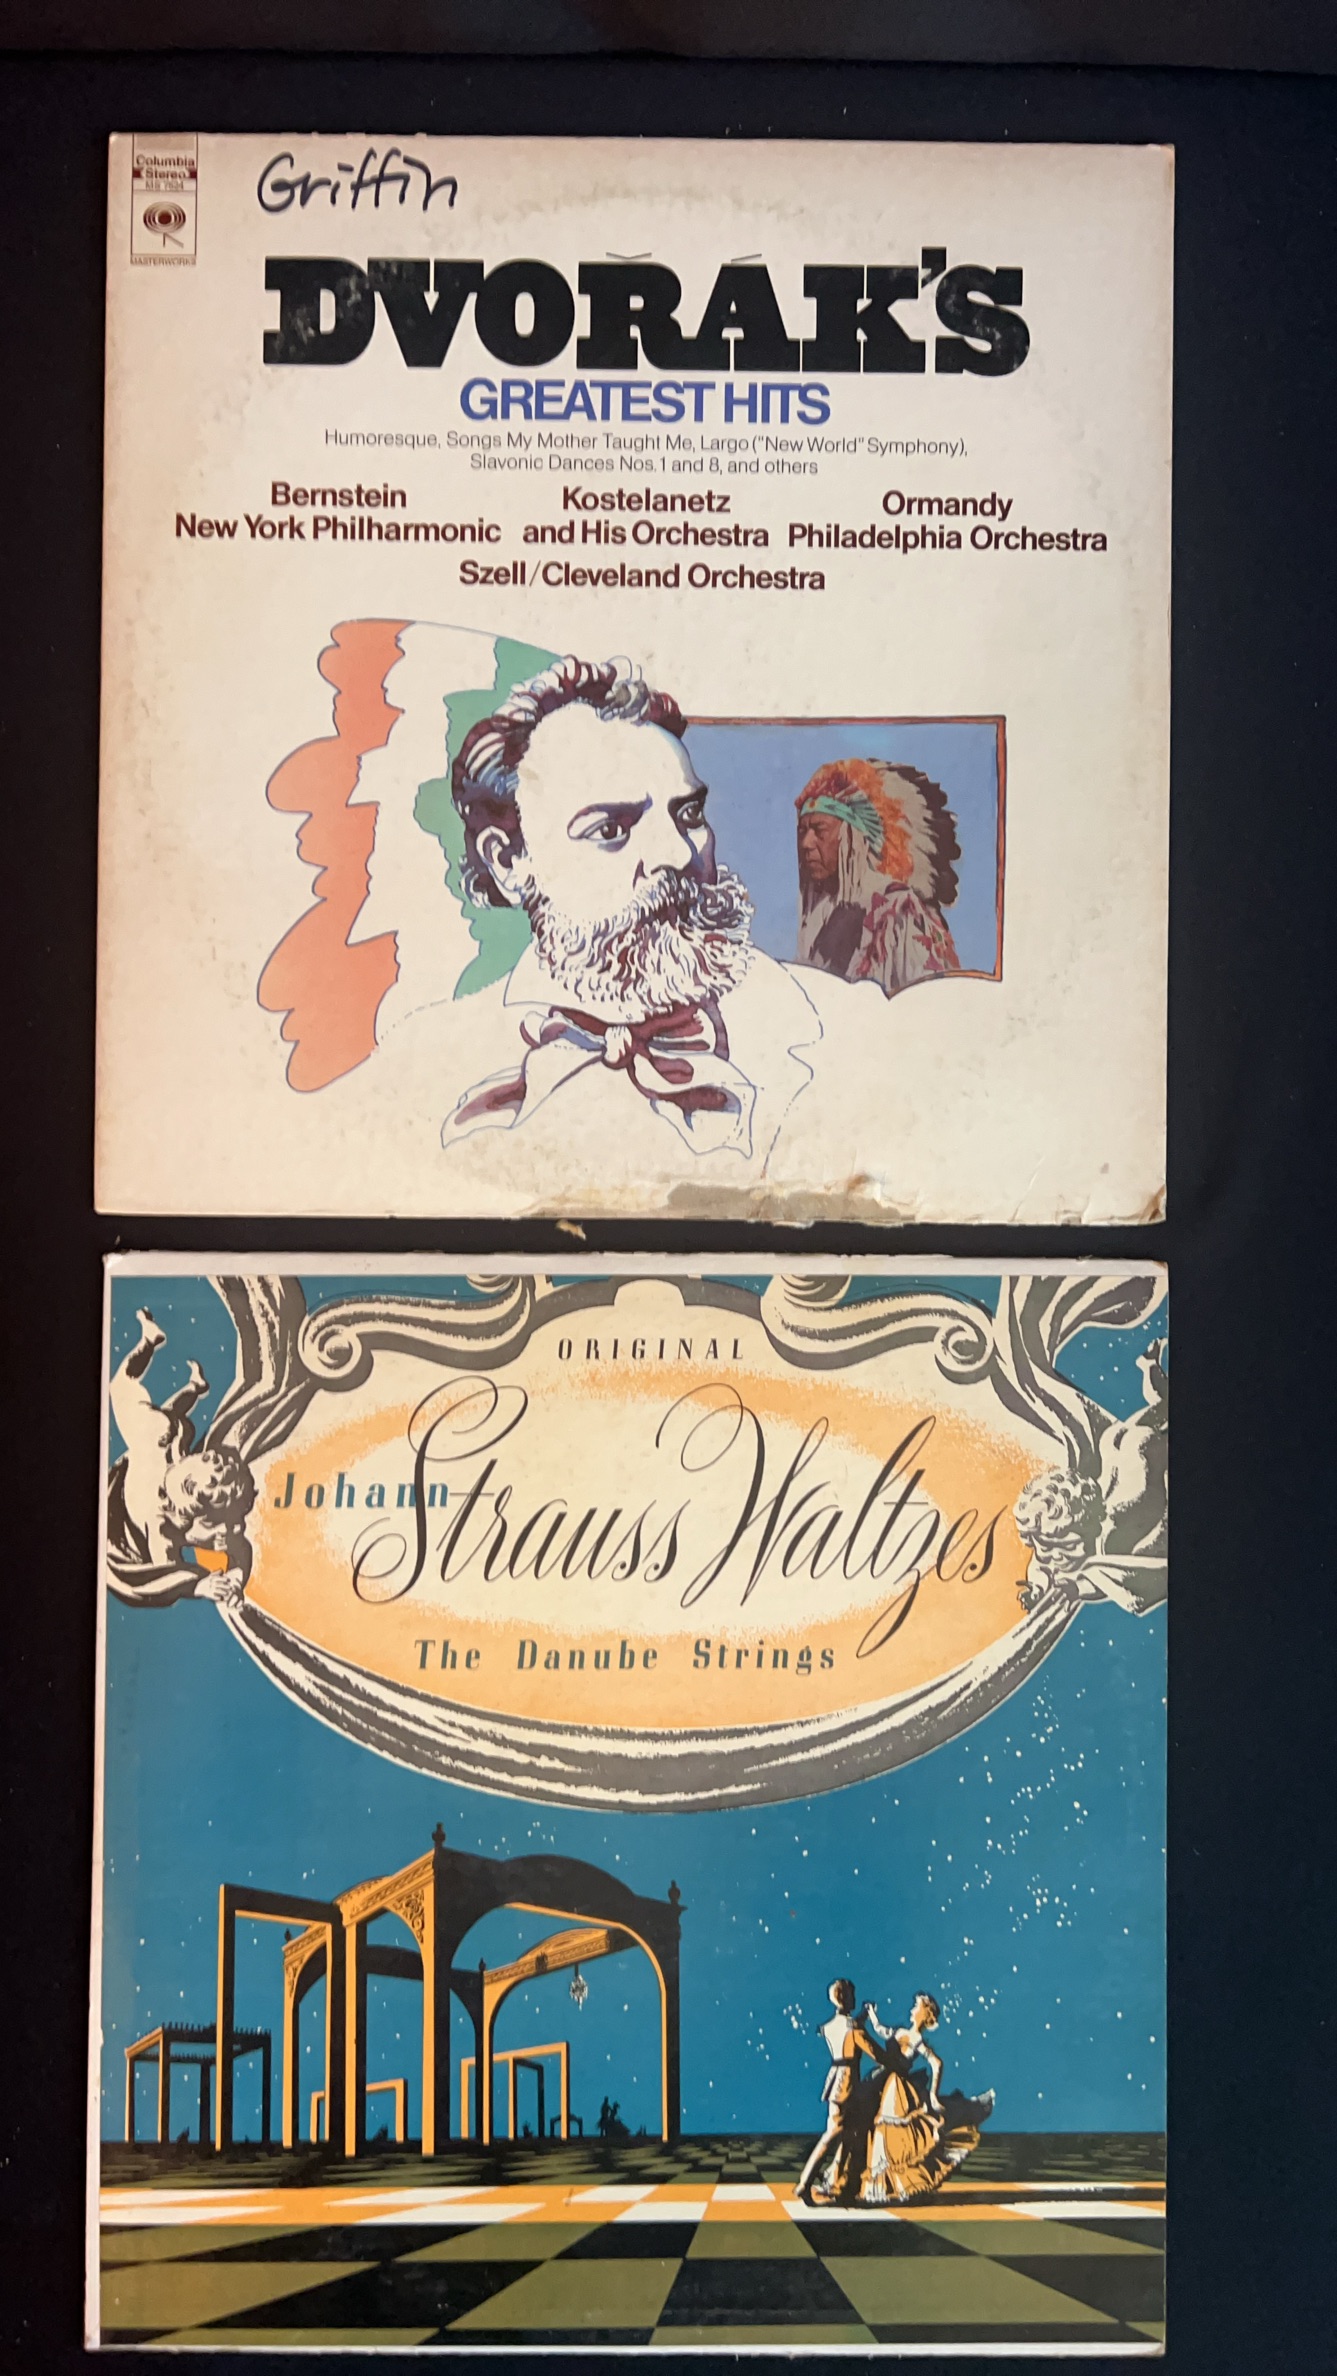 Columbia
Stereo
MS 7524
MASTERWORKS
Griffin
DVOŘÁK'S
GREATEST HITS
Humoresque, Songs My Mother Taught Me, Largo ("New World" Symphony),
Slavonic Dances Nos. 1 and 8, and others
Bernstein Kostelanetz Ormandy
New York Philharmonic and His Orchestra Philadelphia Orchestra
Szell/Cleveland Orchestra
ORIGINAL
Johann Strauss Waltzes
The Danube Strings